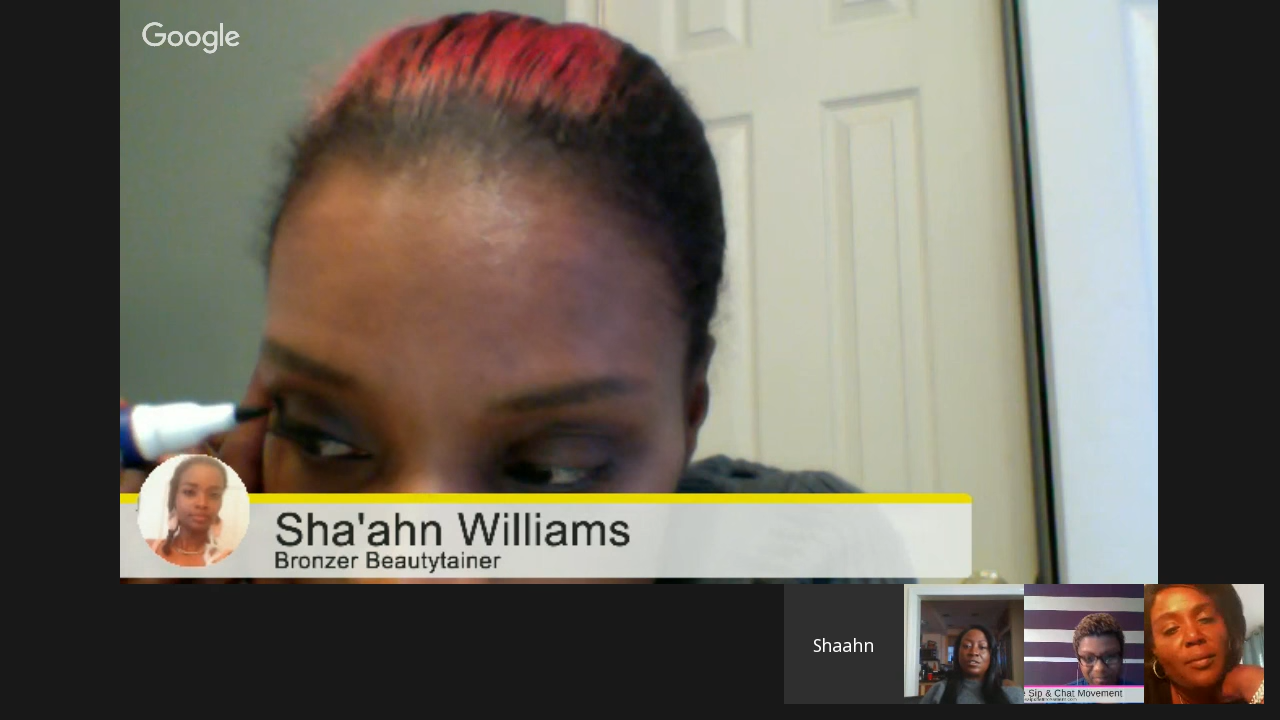 Google
Sha'ahn Williams
Bronzer Beautytainer
Shaahn
Sip & Chat Movement